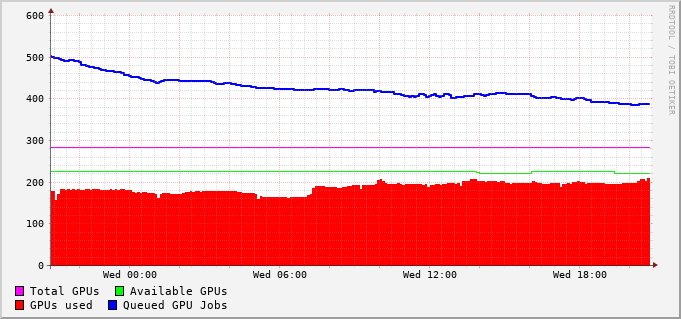 600
500
400
300
200
100
0
Wed 00:00 Wed 06:00 Wed 12:00 Wed 18:00
Total GPUs Available GPUs
GPUs used Queued GPU Jobs
RRDTOOL / TOBI OETIKER